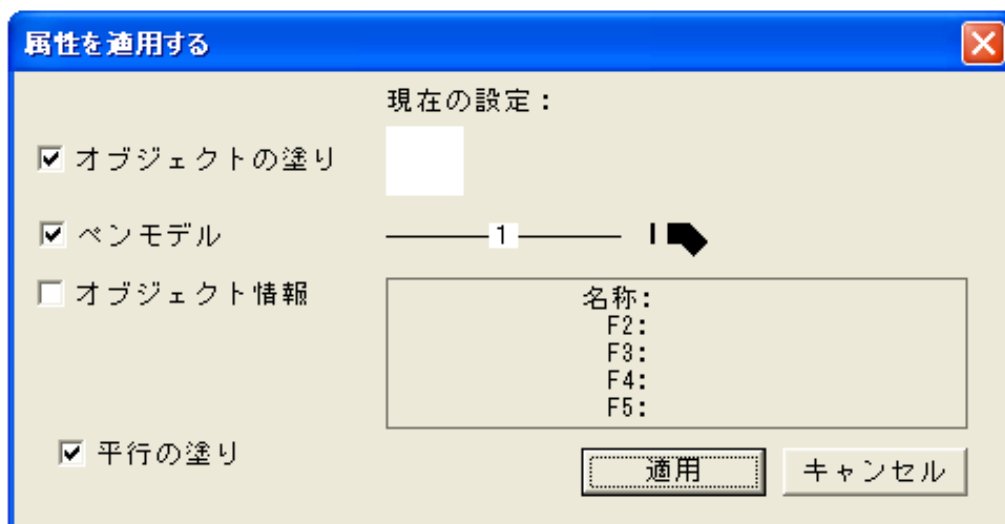 属性を適用する
現在の設定：
オブジェクトの塗り
ペンモデル
1
オブジェクト情報
名称:
F2:
F3:
F4:
F5:
平行の塗り
適用
キャンセル